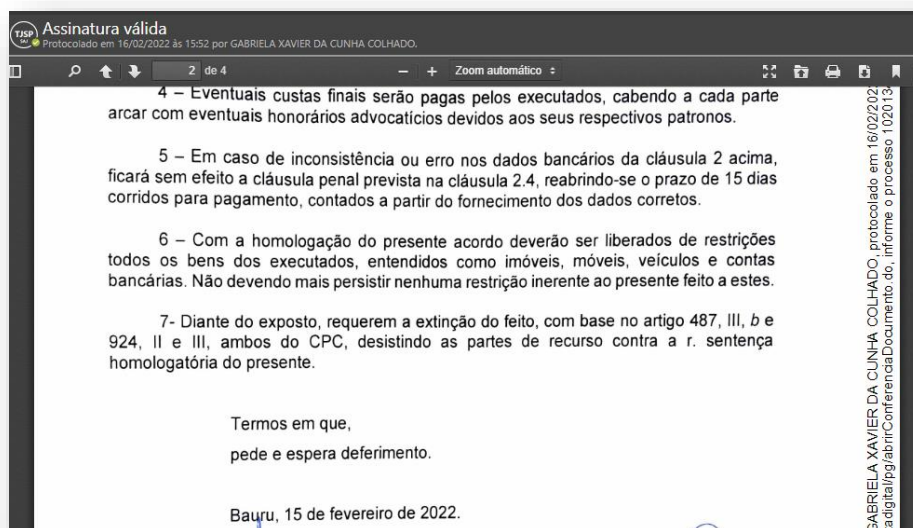 TJSP
SAJ
Assinatura válida
Protocolado em 16/02/2022 às 15:52 por GABRIELA XAVIER DA CUNHA COLHADO.
2 de 4
Zoom automático
4 – Eventuais custas finais serão pagas pelos executados, cabendo a cada parte
arcar com eventuais honorários advocatícios devidos aos seus respectivos patronos.
5 – Em caso de inconsistência ou erro nos dados bancários da cláusula 2 acima,
ficará sem efeito a cláusula penal prevista na cláusula 2.4, reabrindo-se o prazo de 15 dias
corridos para pagamento, contados a partir do fornecimento dos dados corretos.
6 – Com a homologação do presente acordo deverão ser liberados de restrições
todos os bens dos executados, entendidos como imóveis, móveis, veículos e contas
bancárias. Não devendo mais persistir nenhuma restrição inerente ao presente feito a estes.
7- Diante do exposto, requerem a extinção do feito, com base no artigo 487, III, b e
924, II e III, ambos do CPC, desistindo as partes de recurso contra a r. sentença
homologatória do presente.
Termos em que,
pede e espera deferimento.
Bauru, 15 de fevereiro de 2022.
GABRIELA XAVIER DA CUNHA COLHADO, protocolado em 16/02/202
adigital/pg/abrirConferenciaDocumento.do, informe o processo 1020134